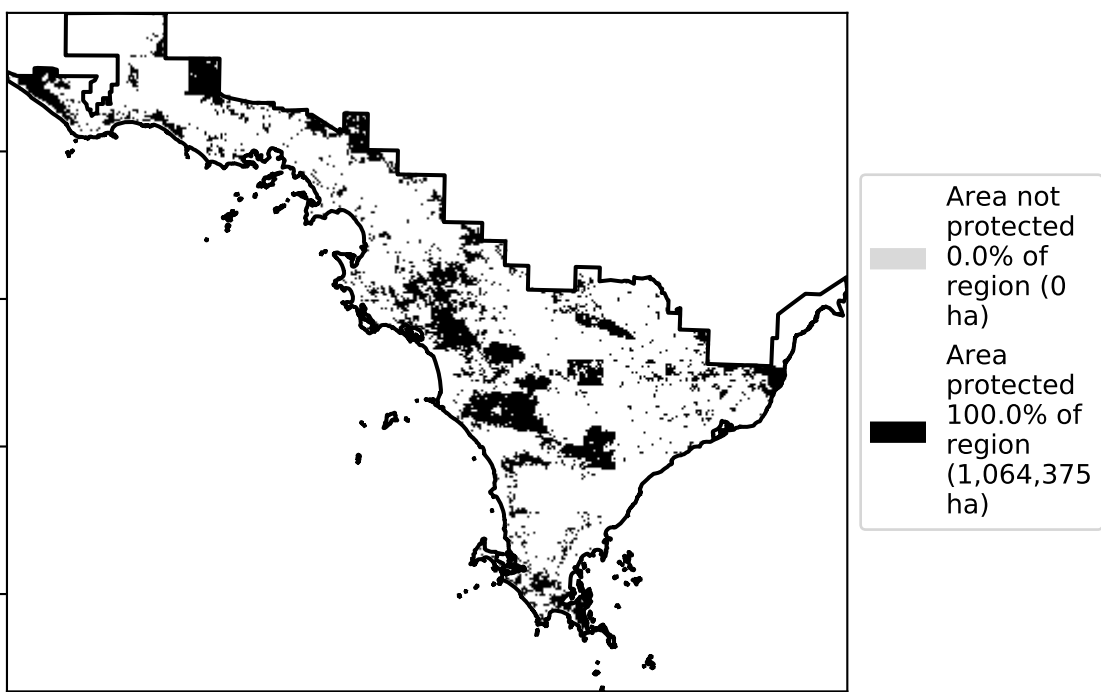 Area not
protected
0.0% of
region (0
ha)
Area
protected
100.0% of
region
(1,064,375
ha)